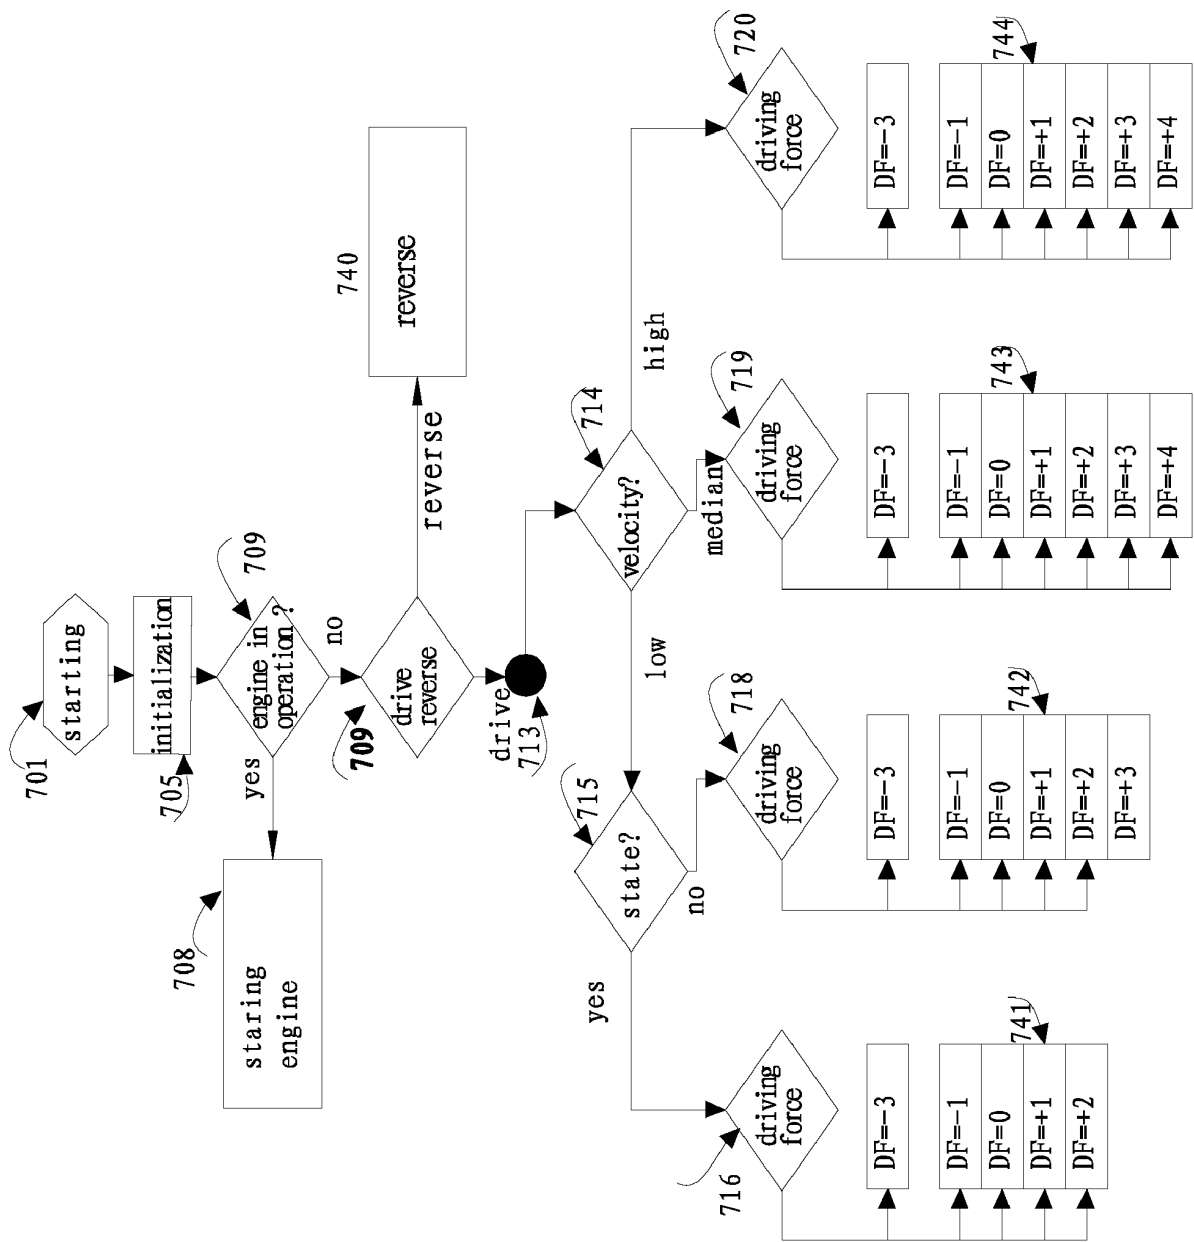 701
starting
705
initialization
709
engine in
operation ?
yes
no
708
staring
engine
709
drive
reverse
reverse
740
reverse
drive
713
714
velocity?
low
median
high
715
state?
yes
no
716
driving
force
718
driving
force
719
driving
force
720
driving
force
741
DF=-3
DF=-1
DF=0
DF=+1
DF=+2
742
DF=-3
DF=-1
DF=0
DF=+1
DF=+2
DF=+3
743
DF=-3
DF=-1
DF=0
DF=+1
DF=+2
DF=+3
DF=+4
744
DF=-3
DF=-1
DF=0
DF=+1
DF=+2
DF=+3
DF=+4